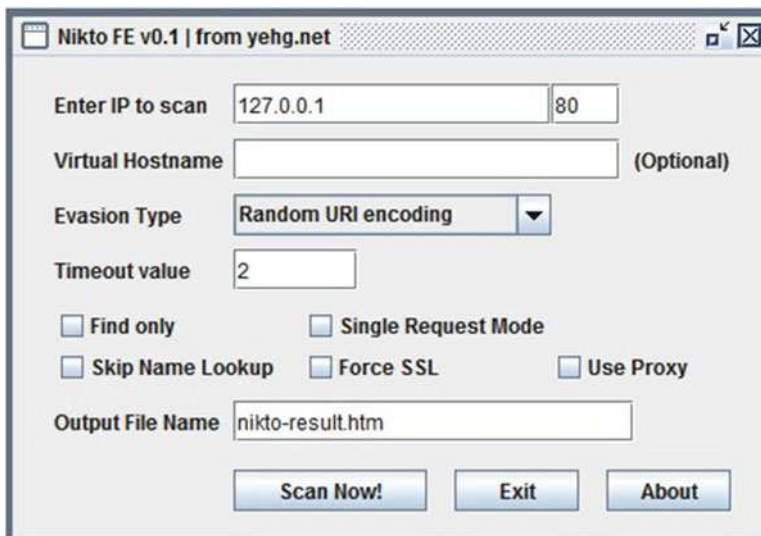 Nikto FE v0.1 | from yehg.net
Enter IP to scan 127.0.0.1 80
Virtual Hostname (Optional)
Evasion Type Random URI encoding
Timeout value 2
Find only Single Request Mode
Skip Name Lookup Force SSL Use Proxy
Output File Name nikto-result.htm
Scan Now! Exit About